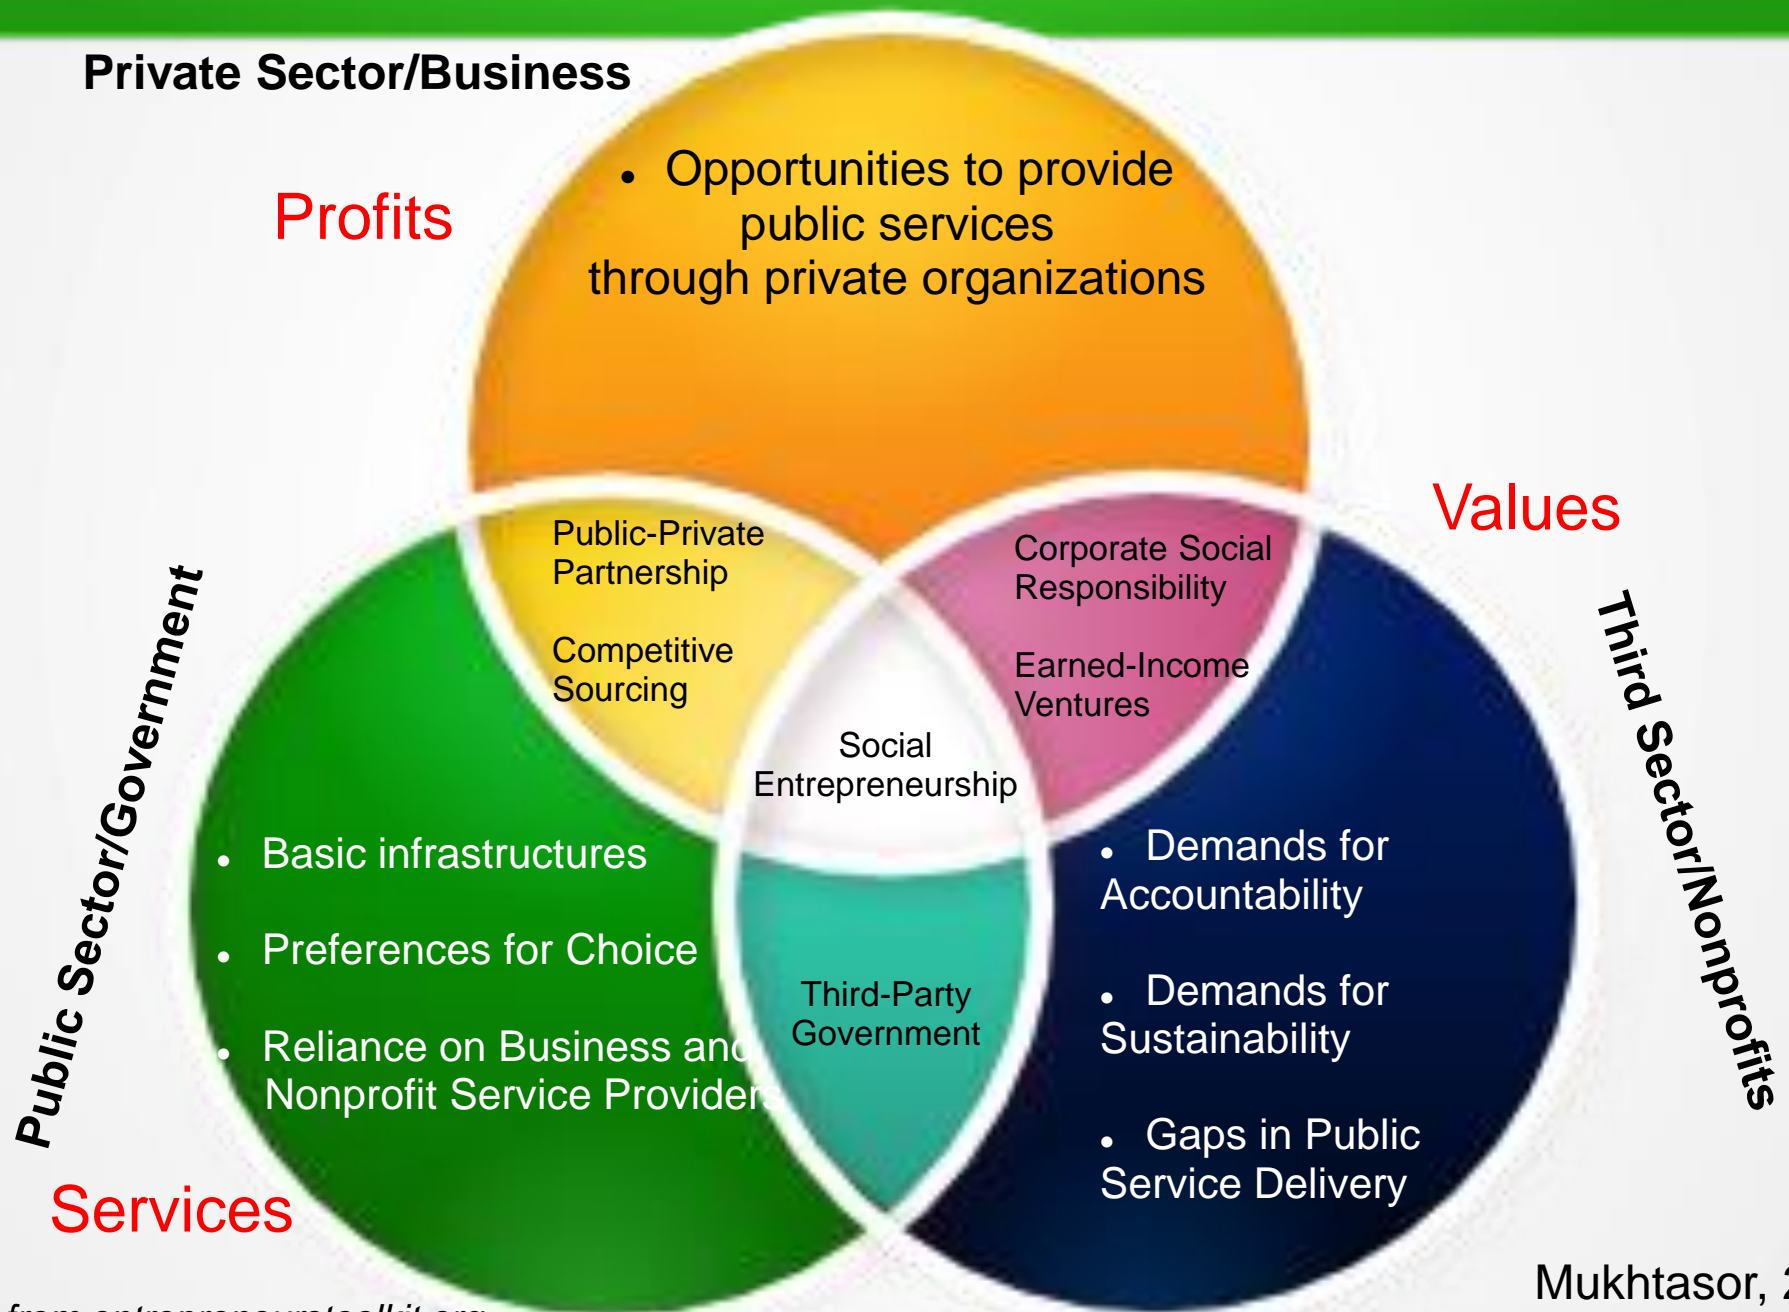 Private Sector/Business
Profits
• Opportunities to provide
public services
through private organizations
Values
Public-Private
Partnership
Competitive
Sourcing
Corporate Social
Responsibility
Earned-Income
Ventures
Social
Entrepreneurship
Public Sector/Government
Third Sector/Nonprofits
• Basic infrastructures
• Preferences for Choice
• Reliance on Business and
Nonprofit Service Providers
Third-Party
Government
• Demands for
Accountability
• Demands for
Sustainability
• Gaps in Public
Service Delivery
Services
Mukhtasor,
from entrepreneurstoolkit.org